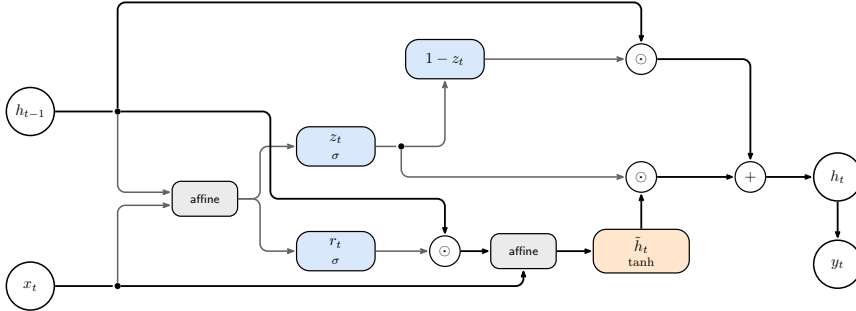 1 − z_t
⊙
h_{t−1}
z_t
σ
⊙
+
h_t
affine
r_t
σ
⊙
affine
h̃_t
tanh
y_t
x_t